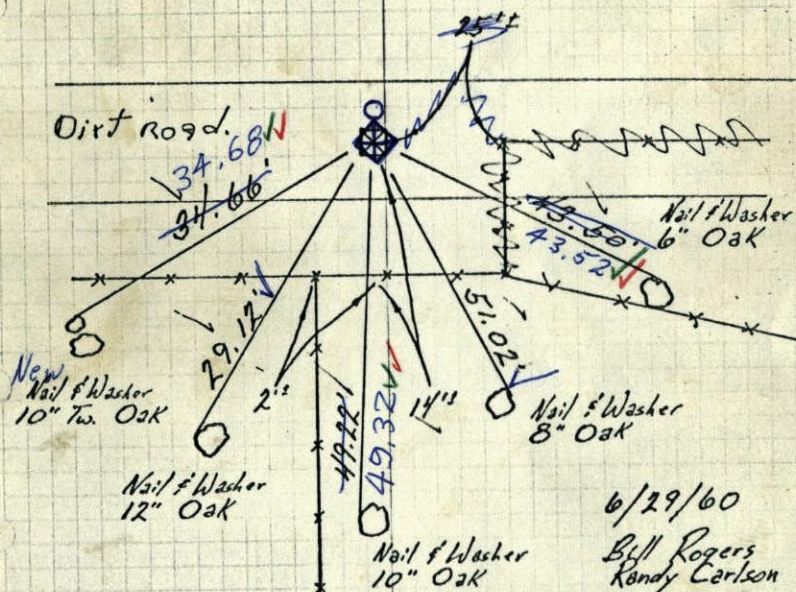 25'±
Dirt Road.
34.68
34.66'
43.50'
43.52
Nail & Washer
6" Oak
29.12'
51.02'
New
Nail & Washer
10" Tw. Oak
2'±
49.22'
49.32
14'±
Nail & Washer
8" Oak
Nail & Washer
12" Oak
Nail & Washer
10" Oak
6/29/60
Bill Rogers
Randy Carlson